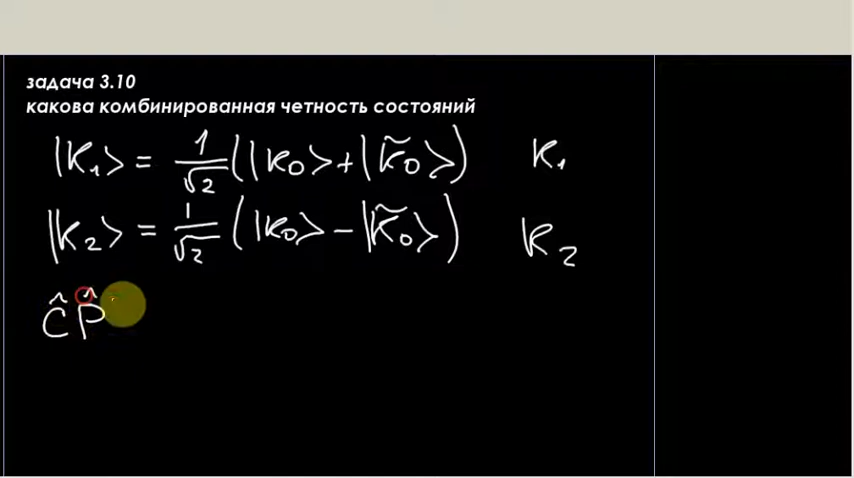 задача 3.10
какова комбинированная четность состояний
|K₁> = 1/√2 (|K₀> + |K̃₀>) K₁
|K₂> = 1/√2 (|K₀> − |K̃₀>) K₂
ĈP̂